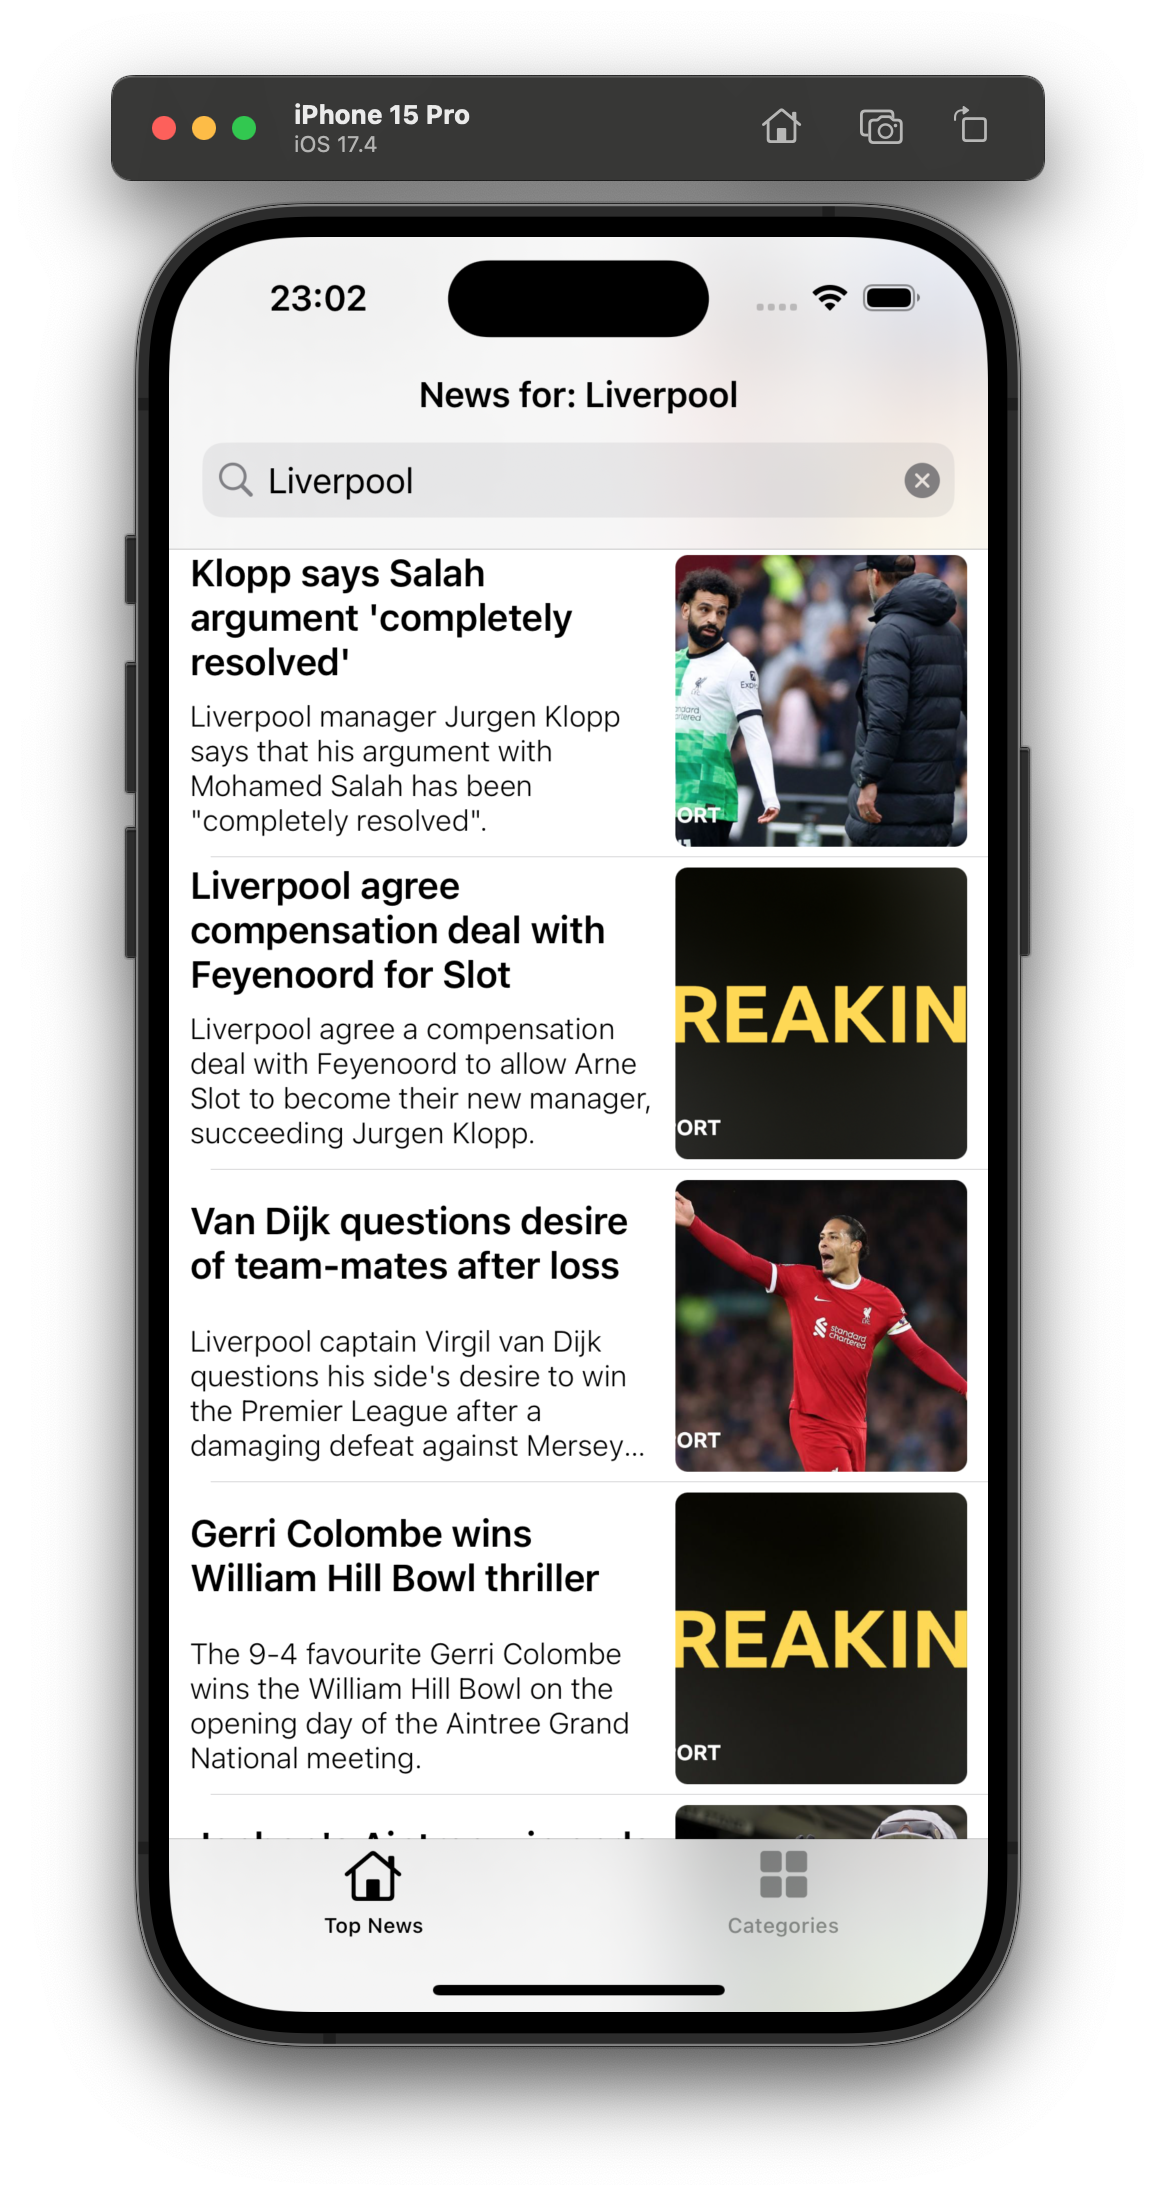 iPhone 15 Pro
iOS 17.4
23:02
News for: Liverpool
Liverpool
Klopp says Salah
argument 'completely
resolved'
Liverpool manager Jurgen Klopp
says that his argument with
Mohamed Salah has been
"completely resolved".
ORT
Liverpool agree
compensation deal with
Feyenoord for Slot
Liverpool agree a compensation
deal with Feyenoord to allow Arne
Slot to become their new manager,
succeeding Jurgen Klopp.
REAKIN
ORT
Van Dijk questions desire
of team-mates after loss
Liverpool captain Virgil van Dijk
questions his side's desire to win
the Premier League after a
damaging defeat against Mersey...
standard
chartered
ORT
Gerri Colombe wins
William Hill Bowl thriller
The 9-4 favourite Gerri Colombe
wins the William Hill Bowl on the
opening day of the Aintree Grand
National meeting.
REAKIN
ORT
Top News
Categories